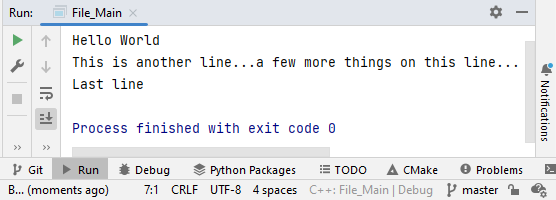 Run: File_Main
Hello World
This is another line...a few more things on this line...
Last line
Process finished with exit code 0
Notifications
Git Run Debug Python Packages TODO CMake Problems
B... (moments ago) 7:1 CRLF UTF-8 4 spaces C++: File_Main | Debug master